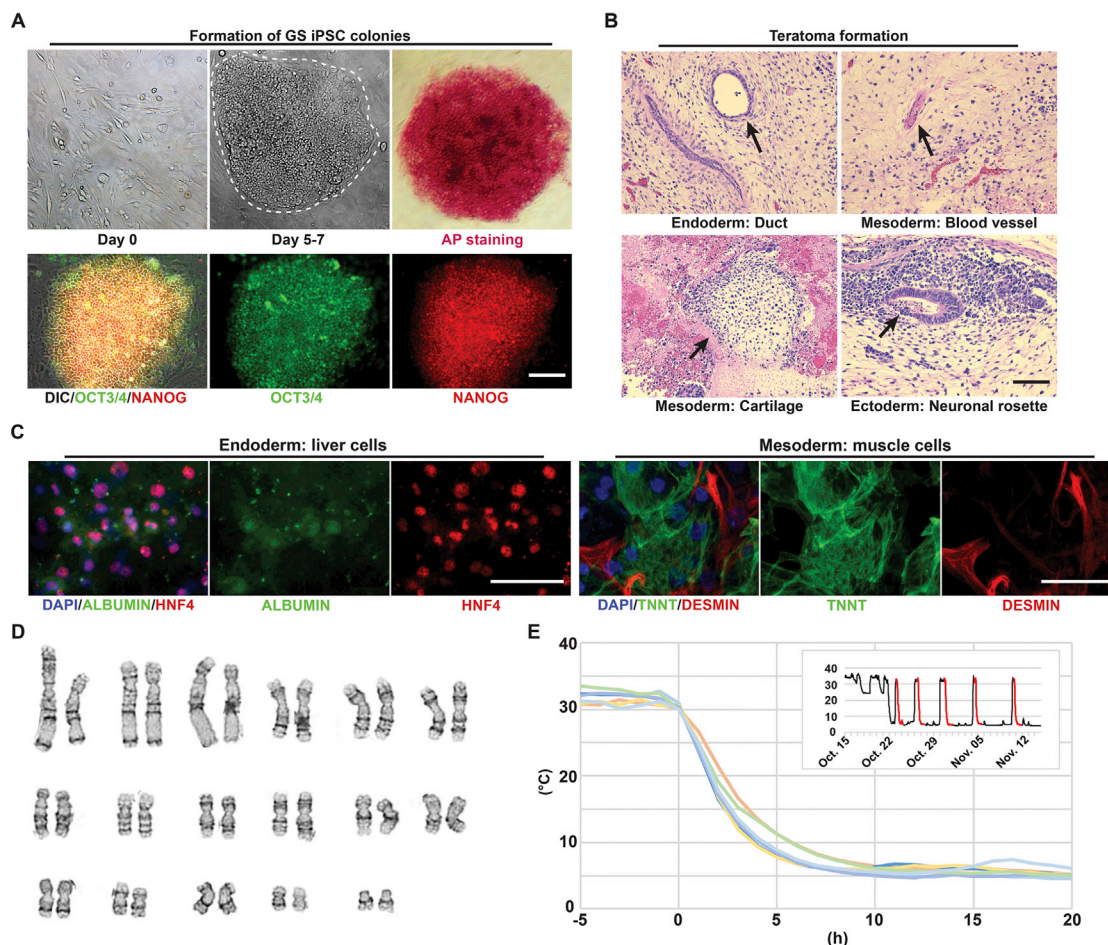 A
Formation of GS iPSC colonies
Day 0
Day 5-7
AP staining
DIC/OCT3/4/NANOG
OCT3/4
NANOG
B
Teratoma formation
Endoderm: Duct
Mesoderm: Blood vessel
Mesoderm: Cartilage
Ectoderm: Neuronal rosette
C
Endoderm: liver cells
DAPI/ALBUMIN/HNF4
ALBUMIN
HNF4
Mesoderm: muscle cells
DAPI/TNNT/DESMIN
TNNT
DESMIN
D
E
40
30
20
10
0
(°C)
-5
0
5
10
15
20
(h)
40
30
20
10
0
Oct. 15
Oct. 22
Oct. 29
Nov. 05
Nov. 12